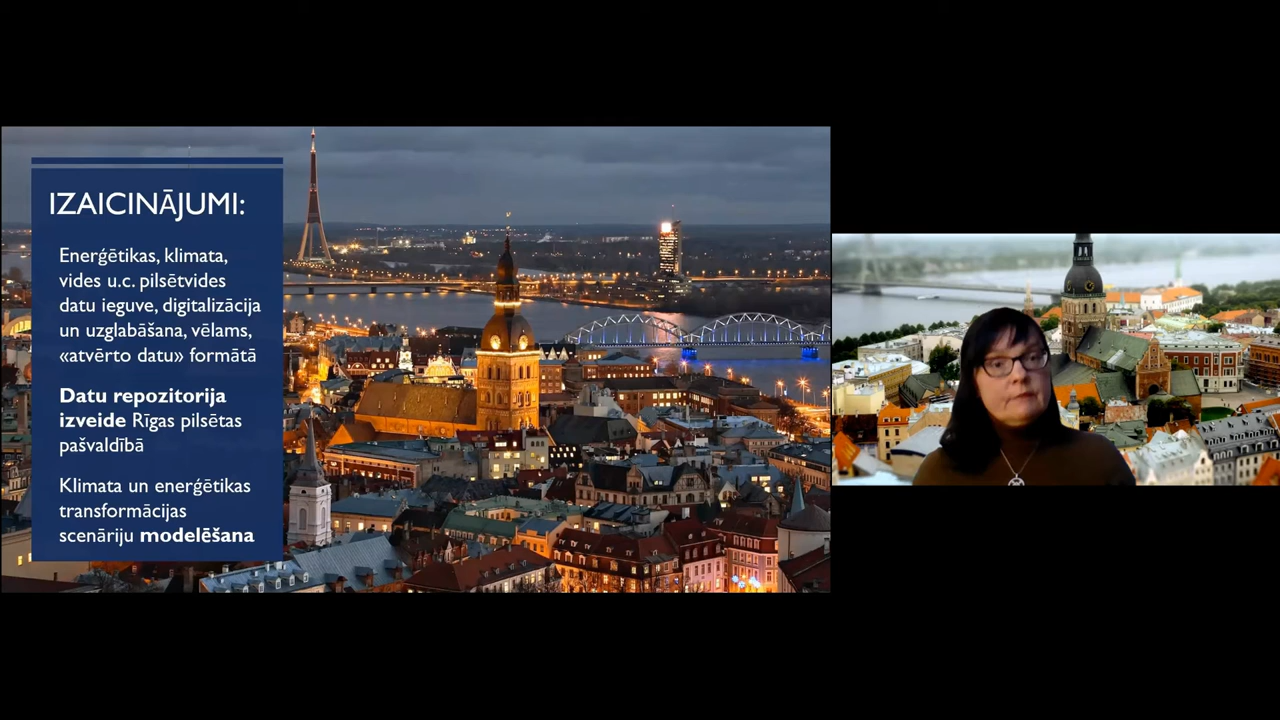 IZAICINĀJUMI:
Enerģētikas, klimata,
vides u.c. pilsētvides
datu ieguve, digitalizācija
un uzglabāšana, vēlams,
«atvērto datu» formātā
Datu repozitorija
izveide Rīgas pilsētas
pašvaldībā
Klimata un enerģētikas
transformācijas
scenāriju modelēšana